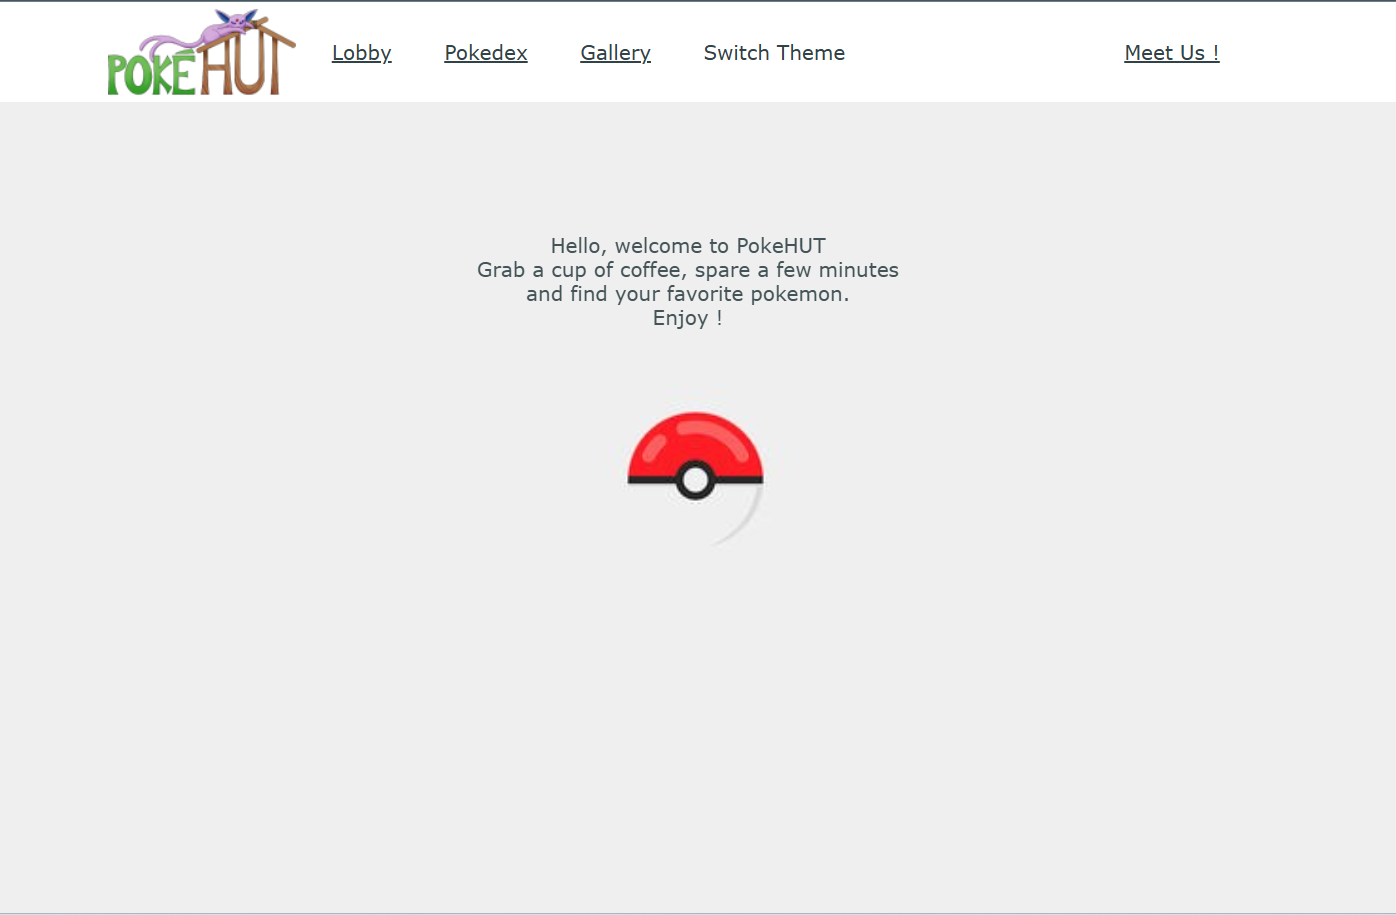 POKÉHUT
Lobby Pokedex Gallery Switch Theme Meet Us !
Hello, welcome to PokeHUT
Grab a cup of coffee, spare a few minutes
and find your favorite pokemon.
Enjoy !